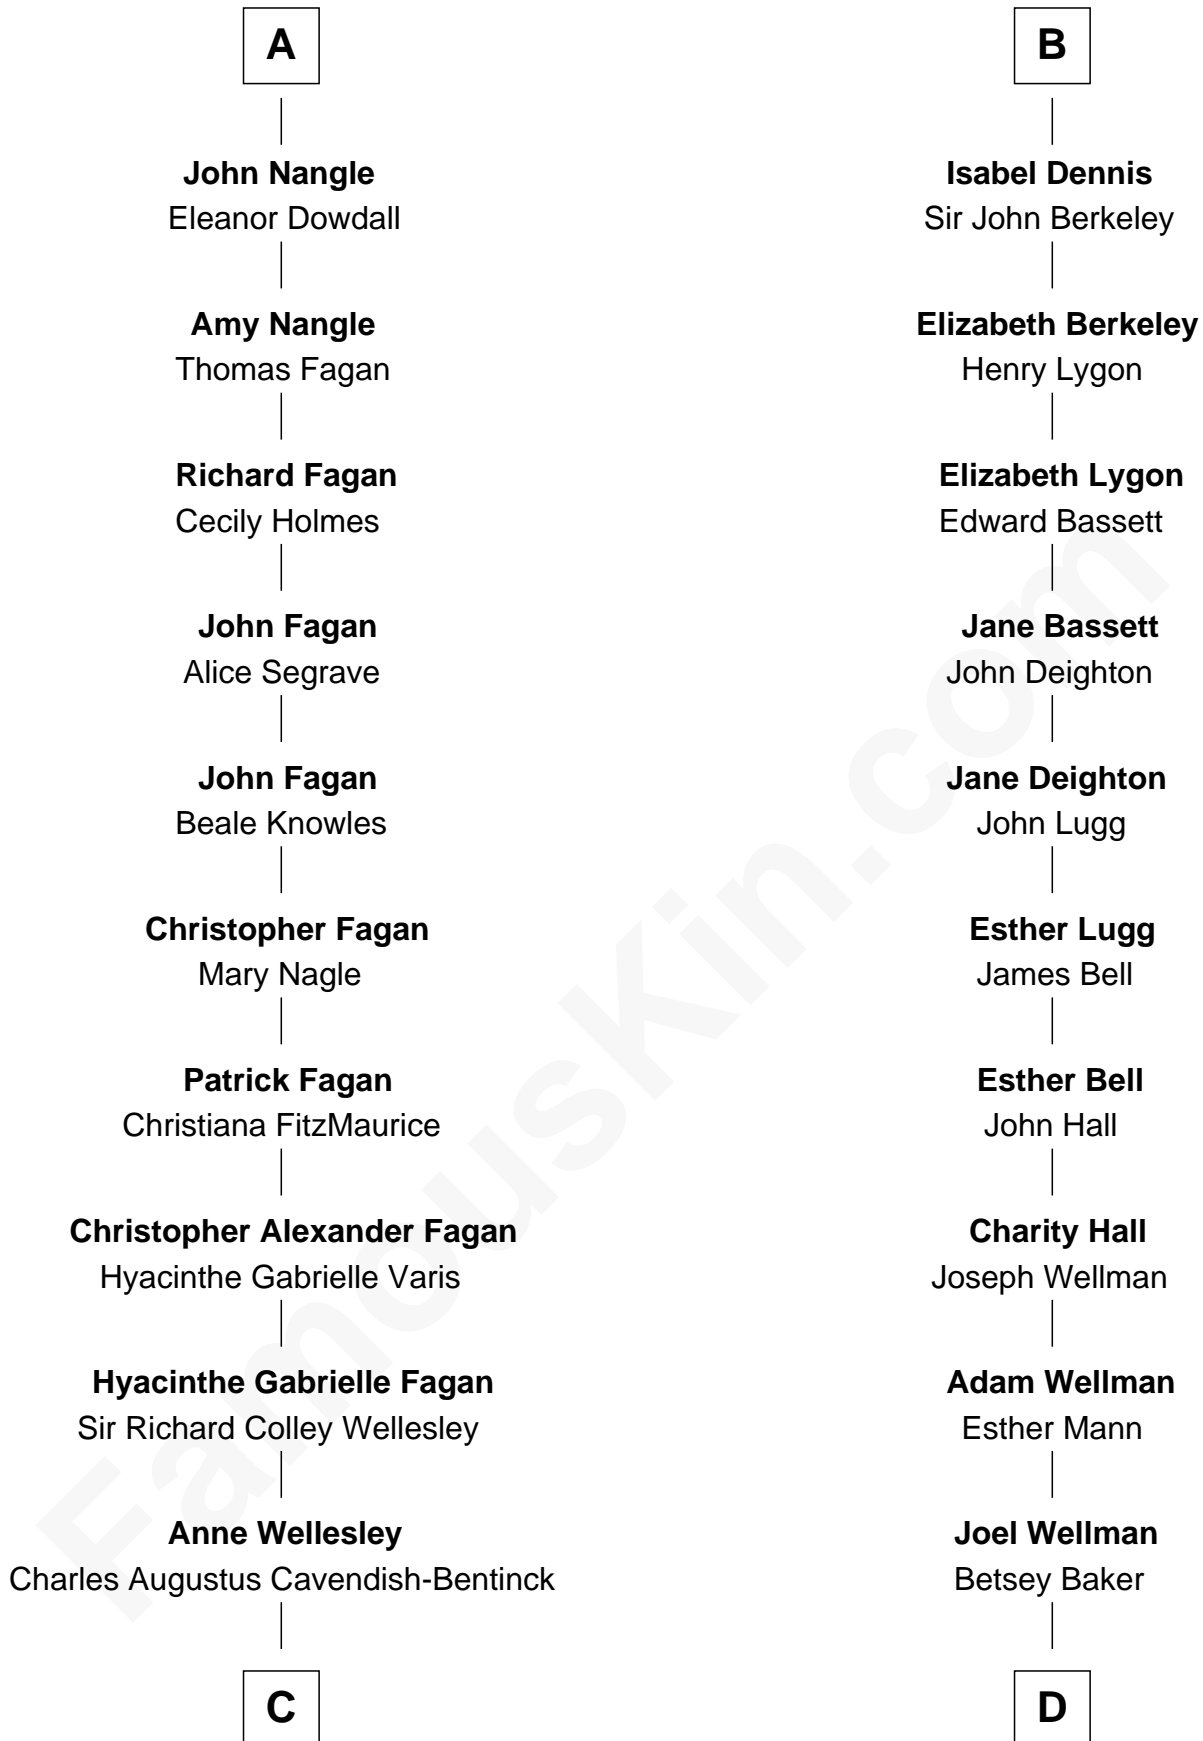 A
John Nangle
Eleanor Dowdall
Amy Nangle
Thomas Fagan
Richard Fagan
Cecily Holmes
John Fagan
Alice Segrave
John Fagan
Beale Knowles
Christopher Fagan
Mary Nagle
Patrick Fagan
Christiana FitzMaurice
Christopher Alexander Fagan
Hyacinthe Gabrielle Varis
Hyacinthe Gabrielle Fagan
Sir Richard Colley Wellesley
Anne Wellesley
Charles Augustus Cavendish-Bentinck
C
B
Isabel Dennis
Sir John Berkeley
Elizabeth Berkeley
Henry Lygon
Elizabeth Lygon
Edward Bassett
Jane Bassett
John Deighton
Jane Deighton
John Lugg
Esther Lugg
James Bell
Esther Bell
John Hall
Charity Hall
Joseph Wellman
Adam Wellman
Esther Mann
Joel Wellman
Betsey Baker
D
FamousKin.com